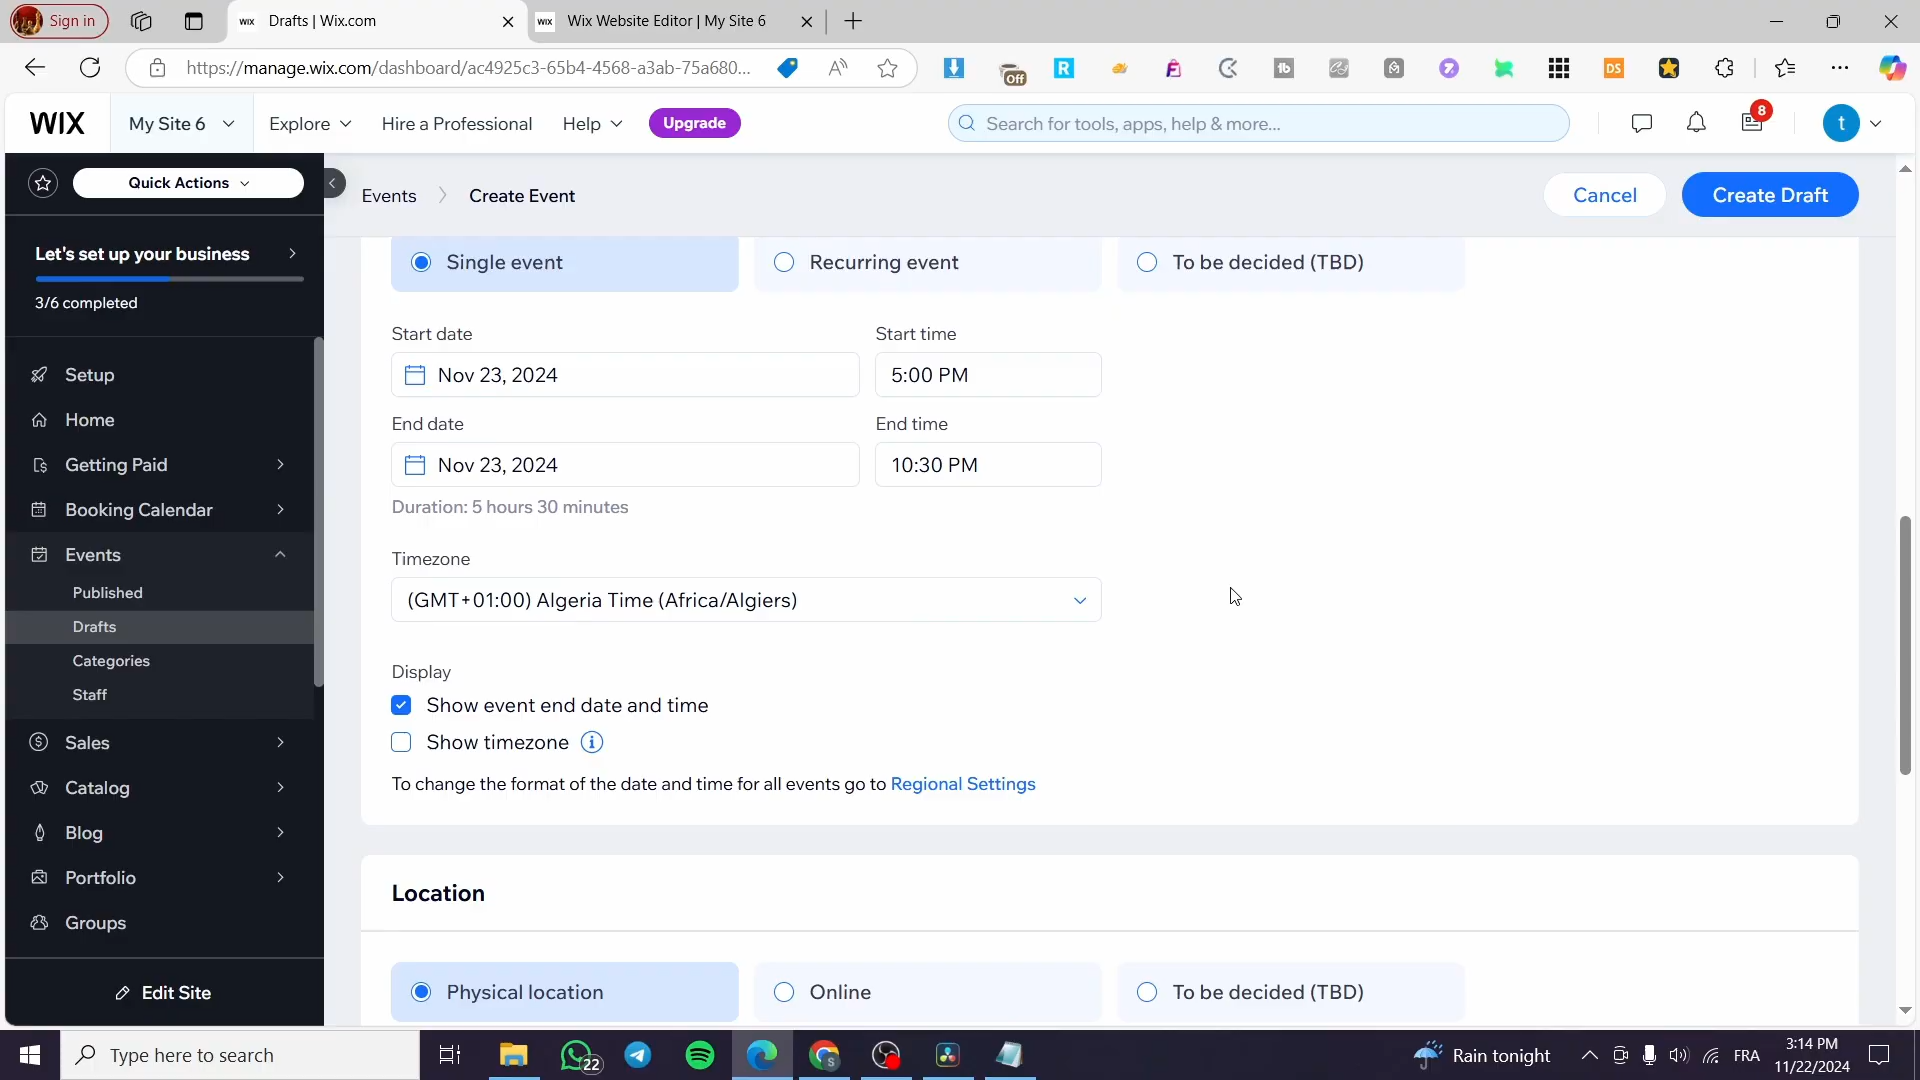 Sign in
WIX Drafts | Wix.com
WIX Wix Website Editor | My Site 6
https://manage.wix.com/dashboard/ac4925c3-65b4-4568-a3ab-75a680...
Off
R
tb
DS
WIX
My Site 6
Explore
Hire a Professional
Help
Upgrade
Search for tools, apps, help & more...
8
t
Quick Actions
Events
Create Event
Cancel
Create Draft
Let's set up your business
3/6 completed
Setup
Home
Getting Paid
Booking Calendar
Events
Published
Drafts
Categories
Staff
Sales
Catalog
Blog
Portfolio
Groups
Edit Site
Single event
Recurring event
To be decided (TBD)
Start date
Start time
Nov 23, 2024
5:00 PM
End date
End time
Nov 23, 2024
10:30 PM
Duration: 5 hours 30 minutes
Timezone
(GMT+01:00) Algeria Time (Africa/Algiers)
Display
Show event end date and time
Show timezone
To change the format of the date and time for all events go to Regional Settings
Location
Physical location
Online
To be decided (TBD)
Type here to search
22
Rain tonight
FRA
3:14 PM
11/22/2024